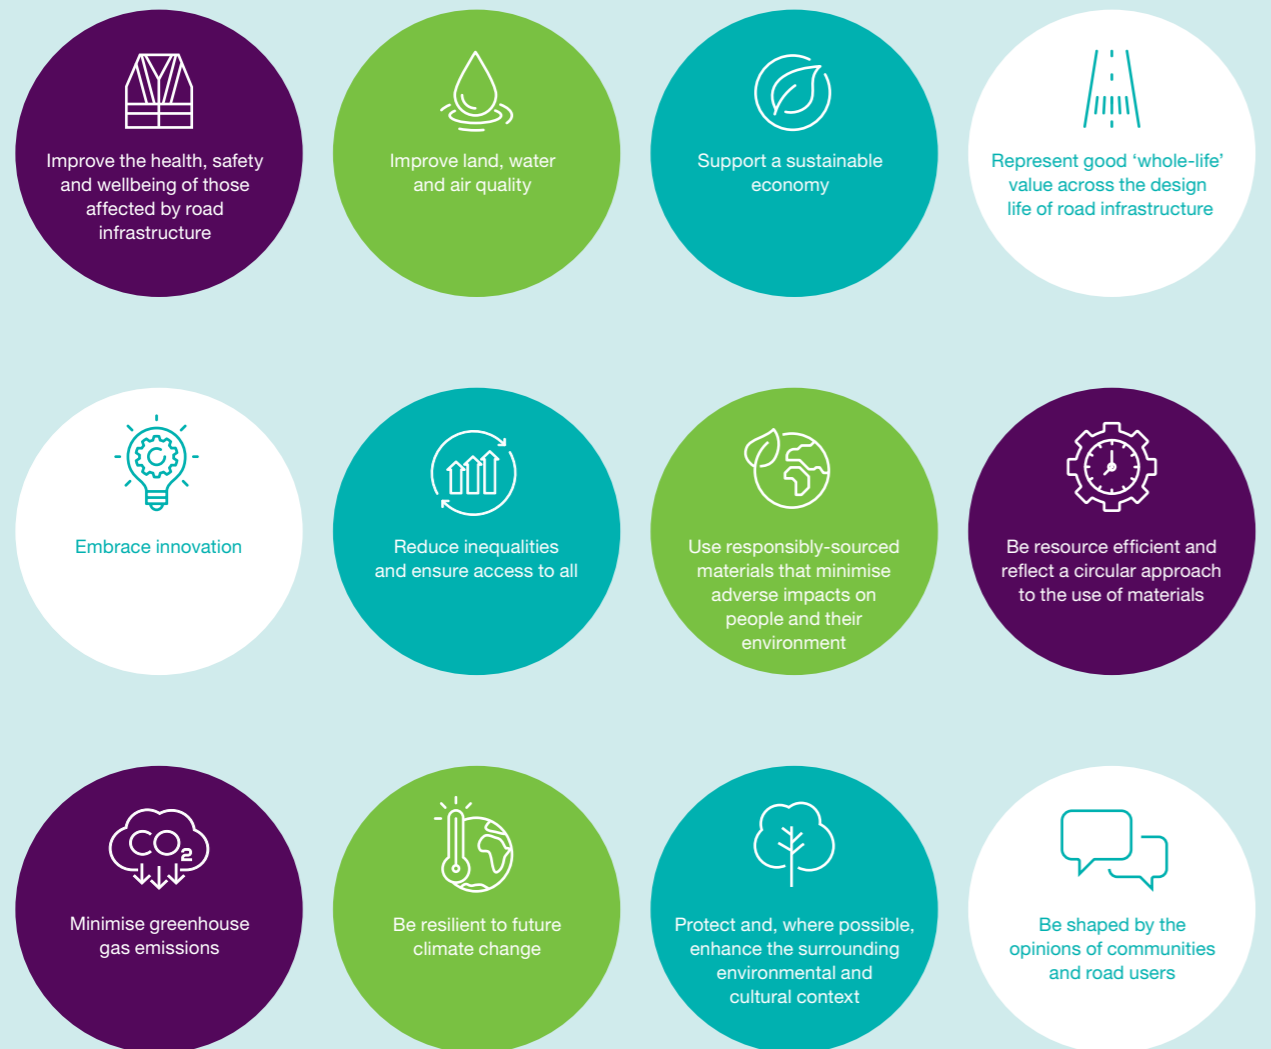 Improve the health, safety
and wellbeing of those
affected by road
infrastructure
Improve land, water
and air quality
Support a sustainable
economy
Represent good ‘whole-life’
value across the design
life of road infrastructure
Embrace innovation
Reduce inequalities
and ensure access to all
Use responsibly-sourced
materials that minimise
adverse impacts on
people and their
environment
Be resource efficient and
reflect a circular approach
to the use of materials
CO2
Minimise greenhouse
gas emissions
Be resilient to future
climate change
Protect and, where possible,
enhance the surrounding
environmental and
cultural context
Be shaped by the
opinions of communities
and road users